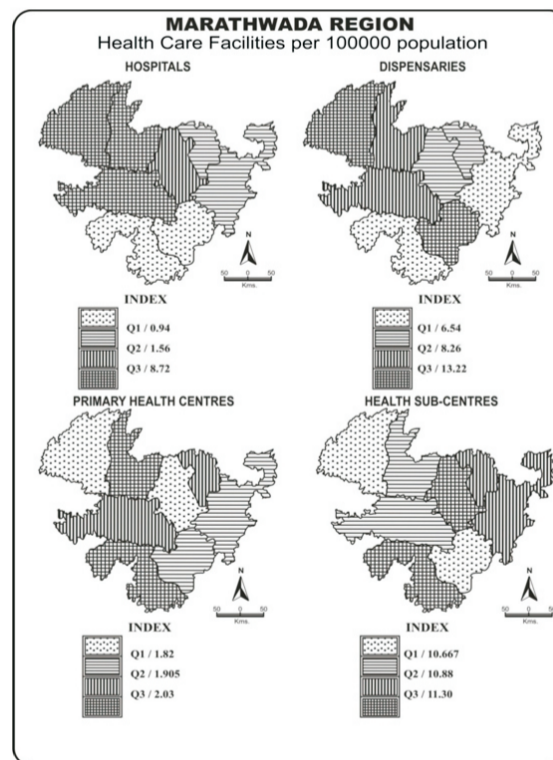 MARATHWADA REGION
Health Care Facilities per 100000 population
HOSPITALS
N
50 0 50
Kms.
INDEX
Q1 / 0.94
Q2 / 1.56
Q3 / 8.72
DISPENSARIES
N
50 0 50
Kms.
INDEX
Q1 / 6.54
Q2 / 8.26
Q3 / 13.22
PRIMARY HEALTH CENTRES
N
50 0 50
Kms.
INDEX
Q1 / 1.82
Q2 / 1.905
Q3 / 2.03
HEALTH SUB-CENTRES
N
50 0 50
Kms.
INDEX
Q1 / 10.667
Q2 / 10.88
Q3 / 11.30